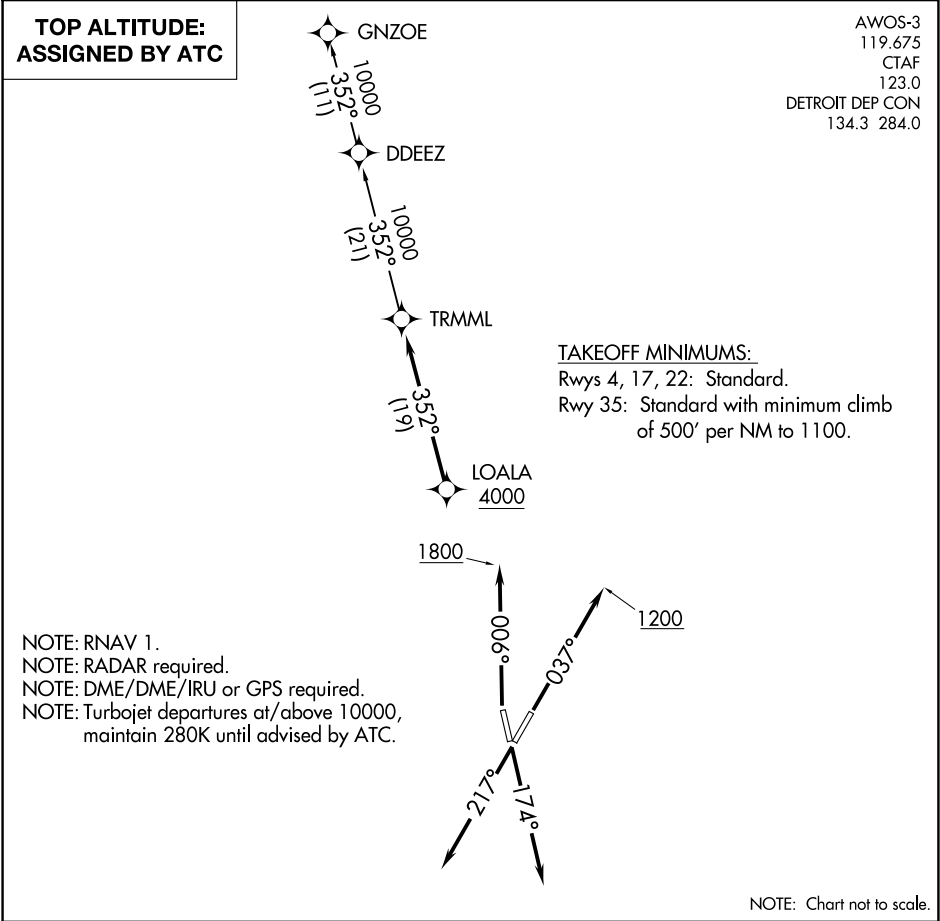 TOP ALTITUDE:
ASSIGNED BY ATC
AWOS-3
119.675
CTAF
123.0
DETROIT DEP CON
134.3 284.0
GNZOE
10000
352°
(11)
DDEEZ
10000
352°
(21)
TRMML
352°
(19)
LOALA
4000
TAKEOFF MINIMUMS:
Rwys 4, 17, 22: Standard.
Rwy 35: Standard with minimum climb
of 500' per NM to 1100.
1800
006°
037°
1200
217°
174°
NOTE: RNAV 1.
NOTE: RADAR required.
NOTE: DME/DME/IRU or GPS required.
NOTE: Turbojet departures at/above 10000,
maintain 280K until advised by ATC.
NOTE: Chart not to scale.